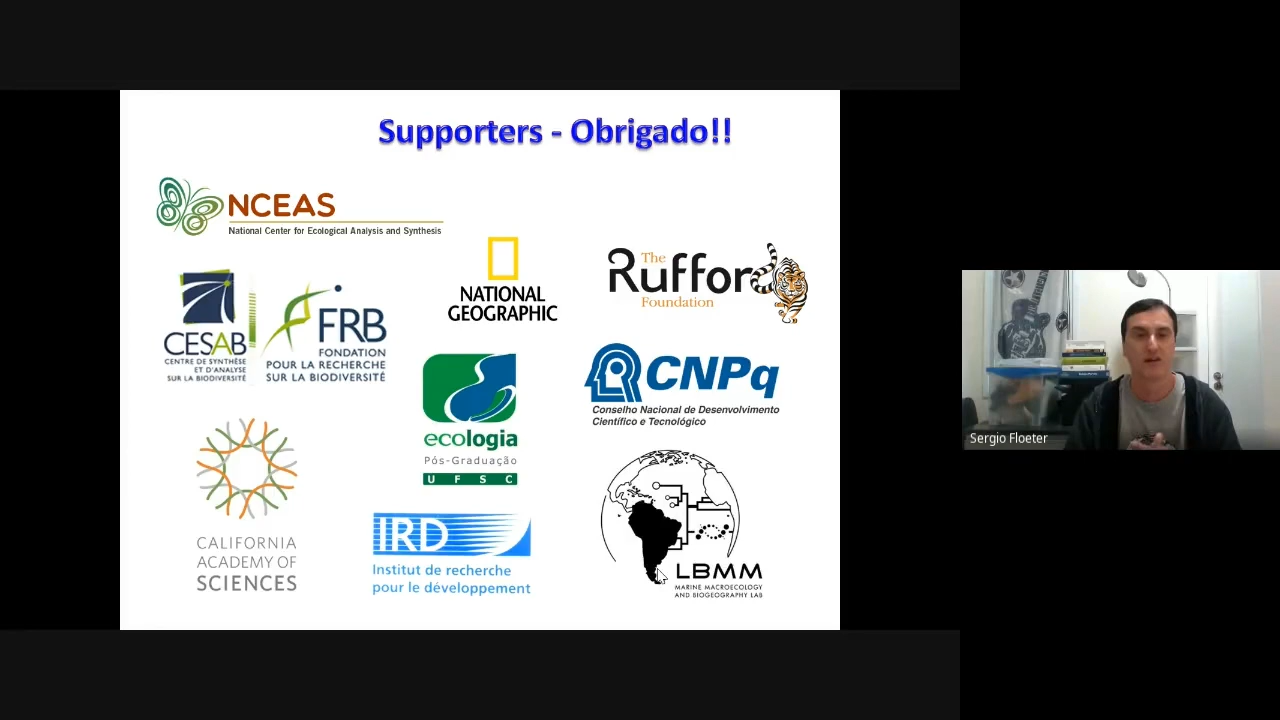 Supporters - Obrigado!!
NCEAS
National Center for Ecological Analysis and Synthesis
NATIONAL
GEOGRAPHIC
The
Rufford
Foundation
CESAB
CENTRE DE SYNTHÈSE
ET D'ANALYSE
SUR LA BIODIVERSITÉ
FRB
FONDATION
POUR LA RECHERCHE
SUR LA BIODIVERSITÉ
ecologia
Pós-Graduação
UFSC
CNPq
Conselho Nacional de Desenvolvimento
Científico e Tecnológico
CALIFORNIA
ACADEMY OF
SCIENCES
IRD
Institut de recherche
pour le développement
LBMM
MARINE MACROECOLOGY
AND BIOGEOGRAPHY LAB
Sergio Floeter